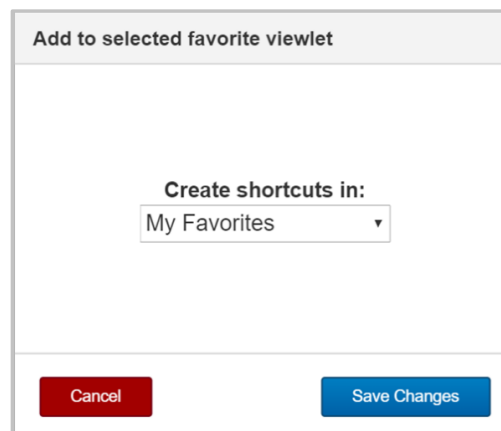 Add to selected favorite viewlet
Create shortcuts in:
My Favorites
Cancel
Save Changes